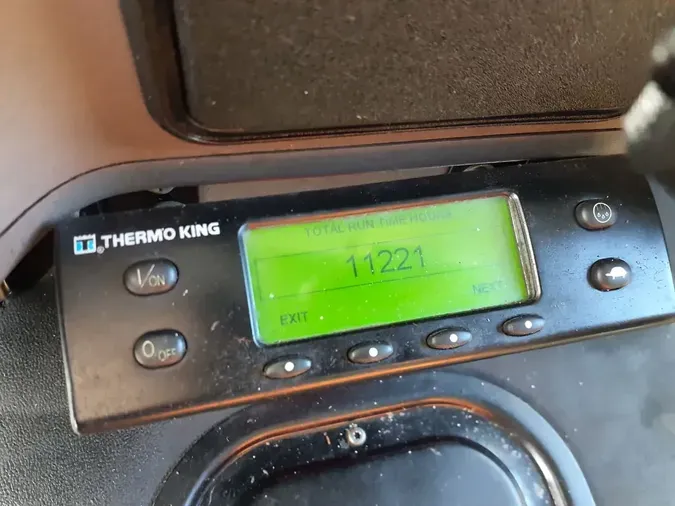 THERMO KING
TOTAL RUN TIME HOURS
11221
EXIT
NEXT
I/ON
O OFF